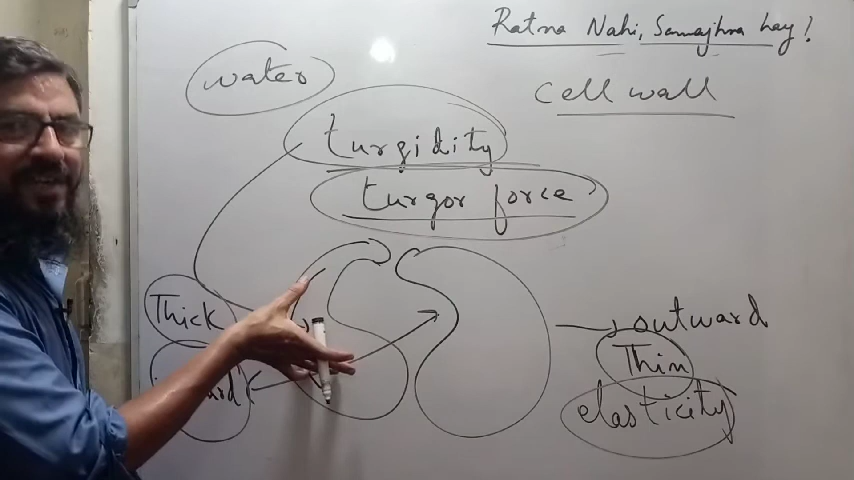 Ratna Nahi, Samajhna hay!
water
cell wall
turgidity
turgor force
Thick
outward
Thin
elasticity